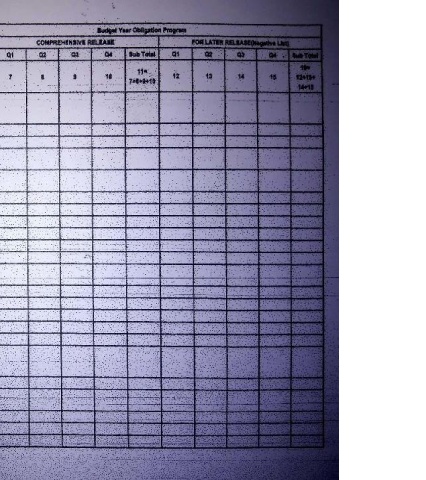 Budget Year Obligation Program
COMPREHENSIVE RELEASE FOR LATER RELEASE(Negative List)
Q1 Q2 Q3 Q4 Sub Total Q1 Q2 Q3 Q4 Sub Total
7 8 9 10 11= 12 13 14 15 16=
7+8+9+10 12+13+
14+15